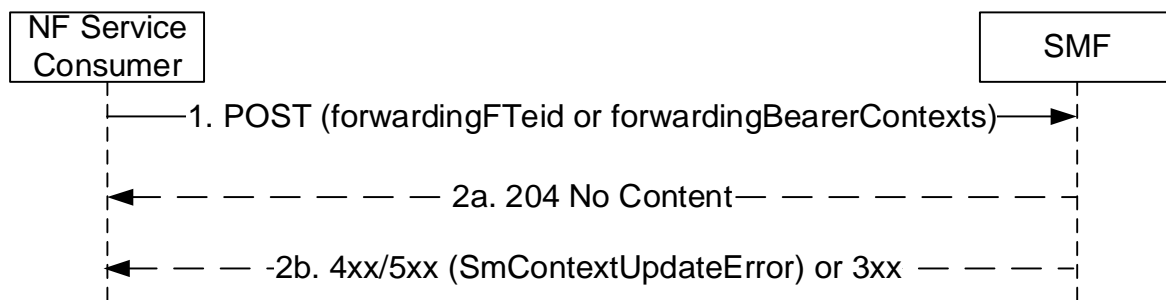 NF Service
Consumer
SMF
1. POST (forwardingFTeid or forwardingBearerContexts)
2a. 204 No Content
2b. 4xx/5xx (SmContextUpdateError) or 3xx